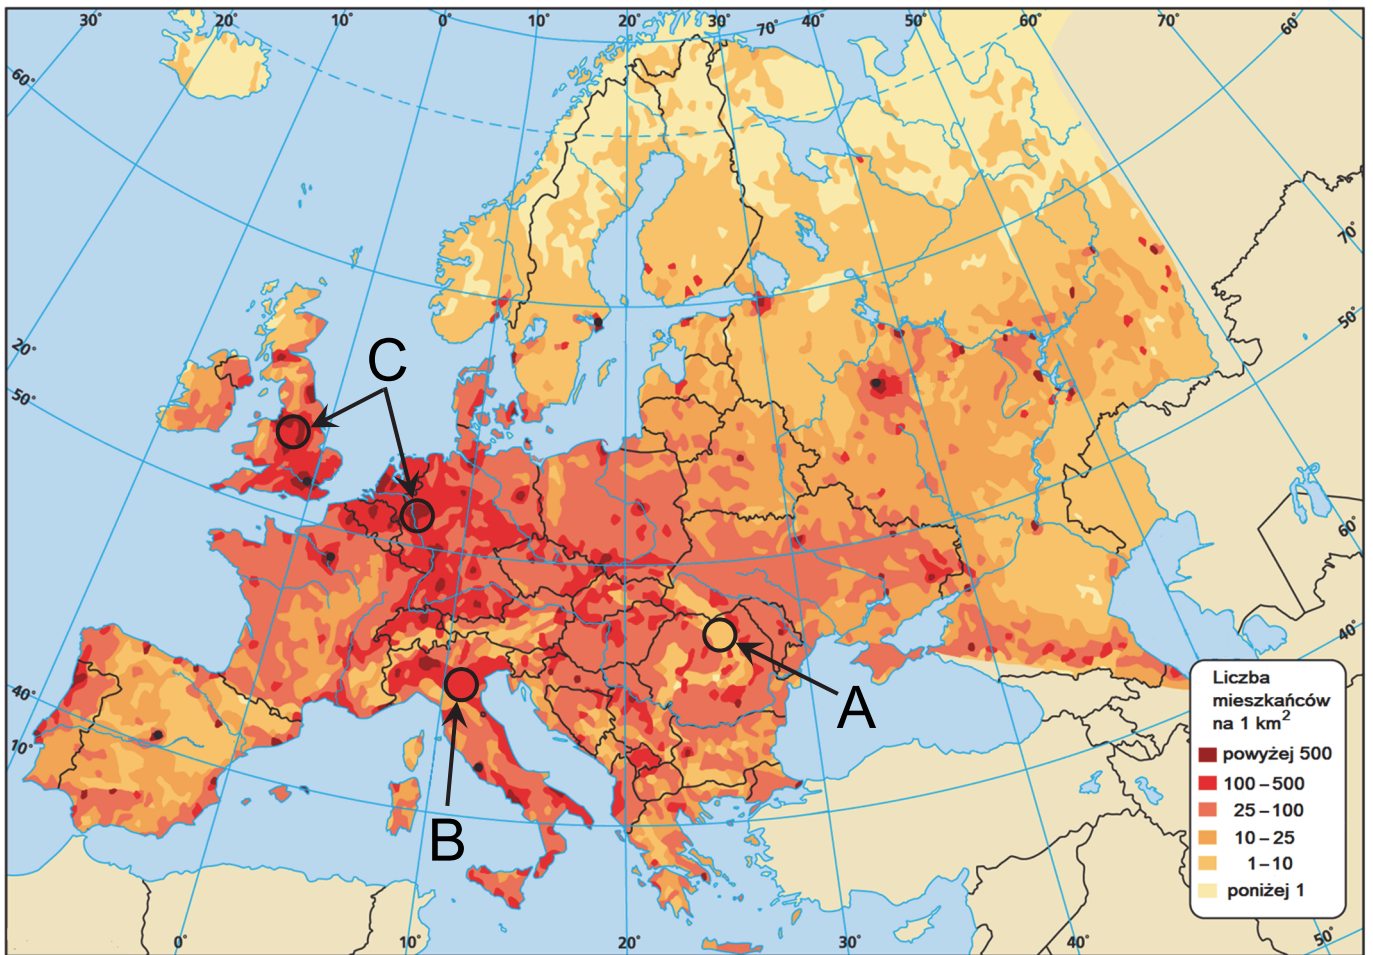 30° 20° 10° 0° 10° 20° 30° 70° 40° 50° 60° 70° 60°
60°
70°
50°
20°
50°
C
60°
40°
40°
10°
A
B
Liczba
mieszkańców
na 1 km²
powyżej 500
100–500
25–100
10–25
1–10
poniżej 1
0° 10° 20° 30° 40° 50°